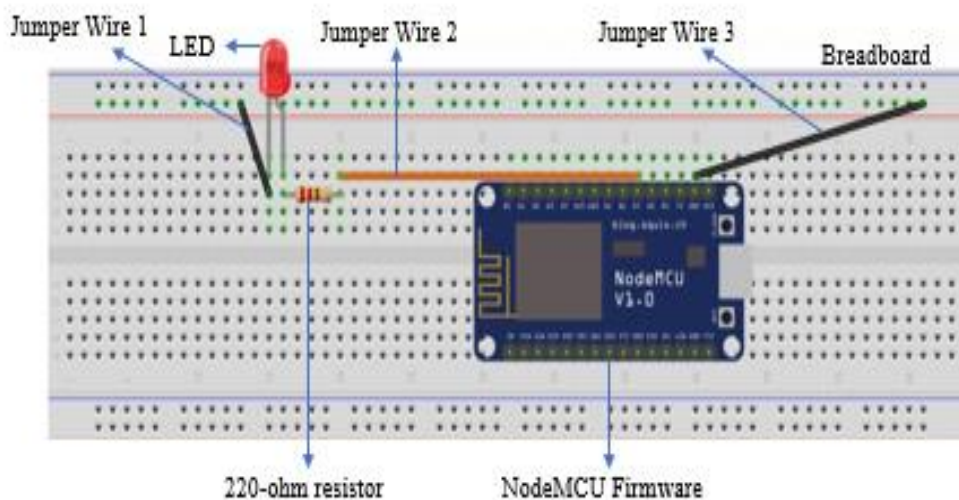 Jumper Wire 1
LED
Jumper Wire 2
Jumper Wire 3
Breadboard
NodeMCU
V1.0
220-ohm resistor
NodeMCU Firmware